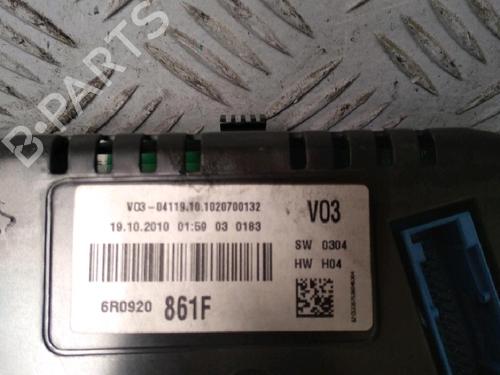 B-PARTS
V03-04119.10.1020700132
19.10.2010 01:59 03 0183
V03
SW 0304
HW H04
6R0920 861F